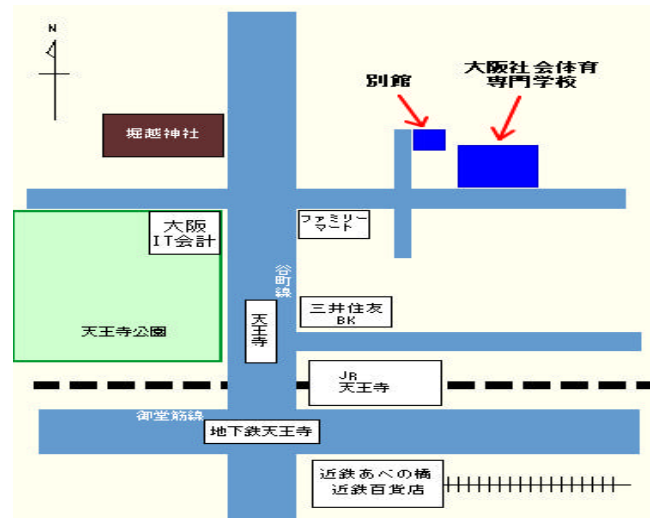 N
大阪社会体育
専門学校
別館
堀越神社
大阪
IT会計
ファミリー
マート
谷町線
三井住友
BK
天王寺
天王寺公園
JR
天王寺
御堂筋線
地下鉄天王寺
近鉄あべの橋
近鉄百貨店